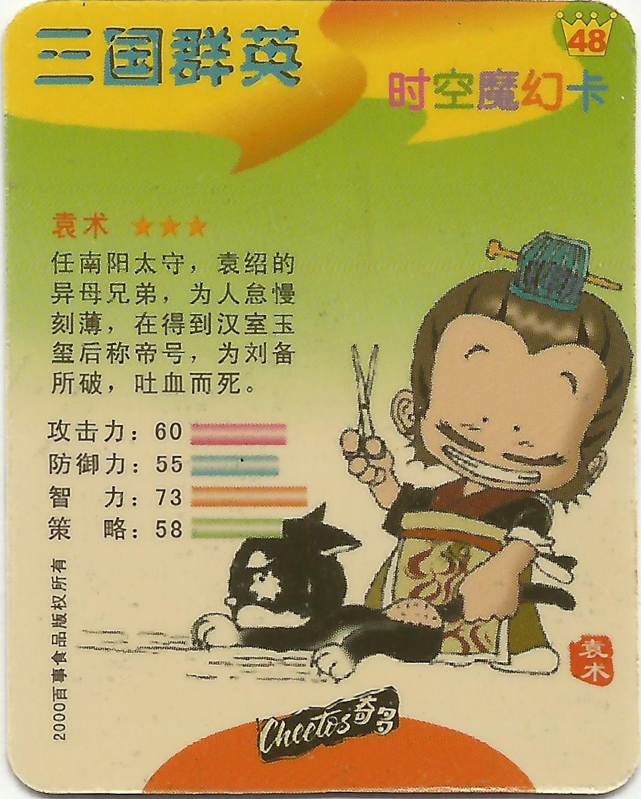 三国群英
48
时空魔幻卡
袁术 ★★★
任南阳太守，袁绍的
异母兄弟，为人怠慢
刻薄，在得到汉室玉
玺后称帝号，为刘备
所破，吐血而死。
攻击力：60
防御力：55
智 力：73
策 略：58
2000百事食品版权所有
袁术
Cheetos奇多